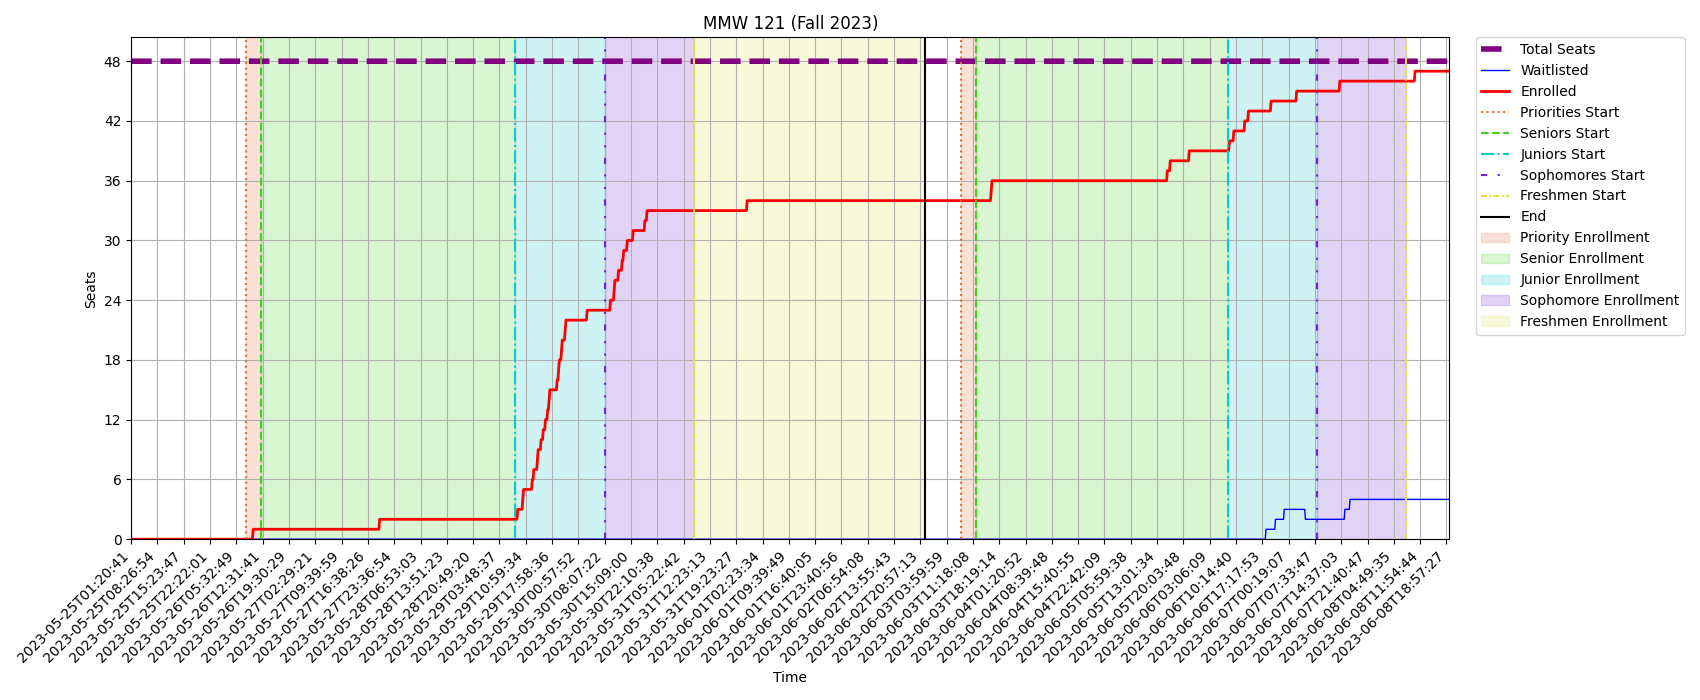 MMW 121 (Fall 2023)
Seats
48
42
36
30
24
18
12
6
0
2023-05-25T01:20:41
2023-05-25T08:26:54
2023-05-25T15:23:47
2023-05-25T22:22:01
2023-05-26T05:32:49
2023-05-26T12:31:41
2023-05-26T19:30:29
2023-05-27T02:29:21
2023-05-27T09:39:59
2023-05-27T16:38:26
2023-05-27T23:36:54
2023-05-28T06:53:03
2023-05-28T13:51:23
2023-05-28T20:49:20
2023-05-29T03:48:37
2023-05-29T10:59:34
2023-05-29T17:58:36
2023-05-30T00:57:52
2023-05-30T08:07:22
2023-05-30T15:09:00
2023-05-30T22:10:38
2023-05-31T05:22:42
2023-05-31T12:23:13
2023-05-31T19:23:27
2023-06-01T02:23:34
2023-06-01T09:39:49
2023-06-01T16:40:05
2023-06-01T23:40:56
2023-06-02T06:54:08
2023-06-02T13:55:43
2023-06-02T20:57:13
2023-06-03T03:59:59
2023-06-03T11:18:08
2023-06-03T18:19:14
2023-06-04T01:20:52
2023-06-04T08:39:48
2023-06-04T15:40:55
2023-06-04T22:42:09
2023-06-05T05:59:38
2023-06-05T13:01:34
2023-06-05T20:03:48
2023-06-06T03:06:09
2023-06-06T10:14:40
2023-06-06T17:17:53
2023-06-07T00:19:07
2023-06-07T07:33:47
2023-06-07T14:37:03
2023-06-07T21:40:47
2023-06-08T04:49:35
2023-06-08T11:54:44
2023-06-08T18:57:27
Time
Total Seats
Waitlisted
Enrolled
Priorities Start
Seniors Start
Juniors Start
Sophomores Start
Freshmen Start
End
Priority Enrollment
Senior Enrollment
Junior Enrollment
Sophomore Enrollment
Freshmen Enrollment